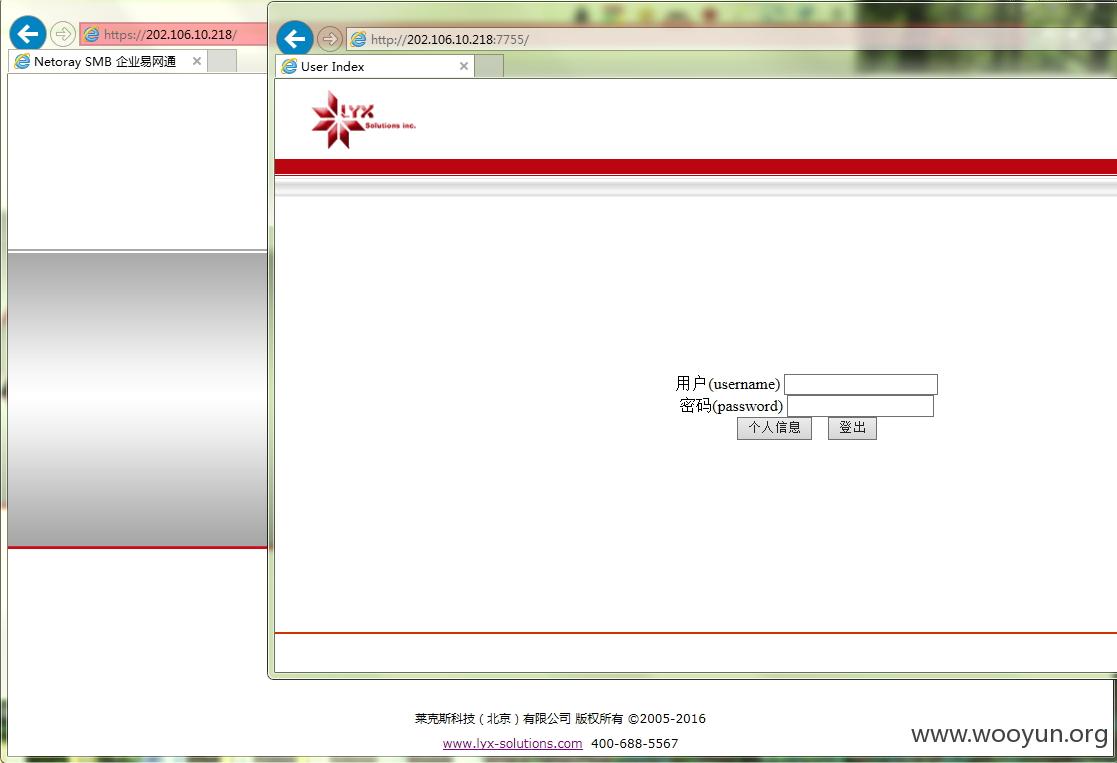 https://202.106.10.218/
Netoray SMB 企业易网通
http://202.106.10.218:7755/
User Index
LYX
Solutions inc.
用户(username)
密码(password)
个人信息 登出
莱克斯科技（北京）有限公司 版权所有 ©2005-2016
www.lyx-solutions.com 400-688-5567
www.wooyun.org